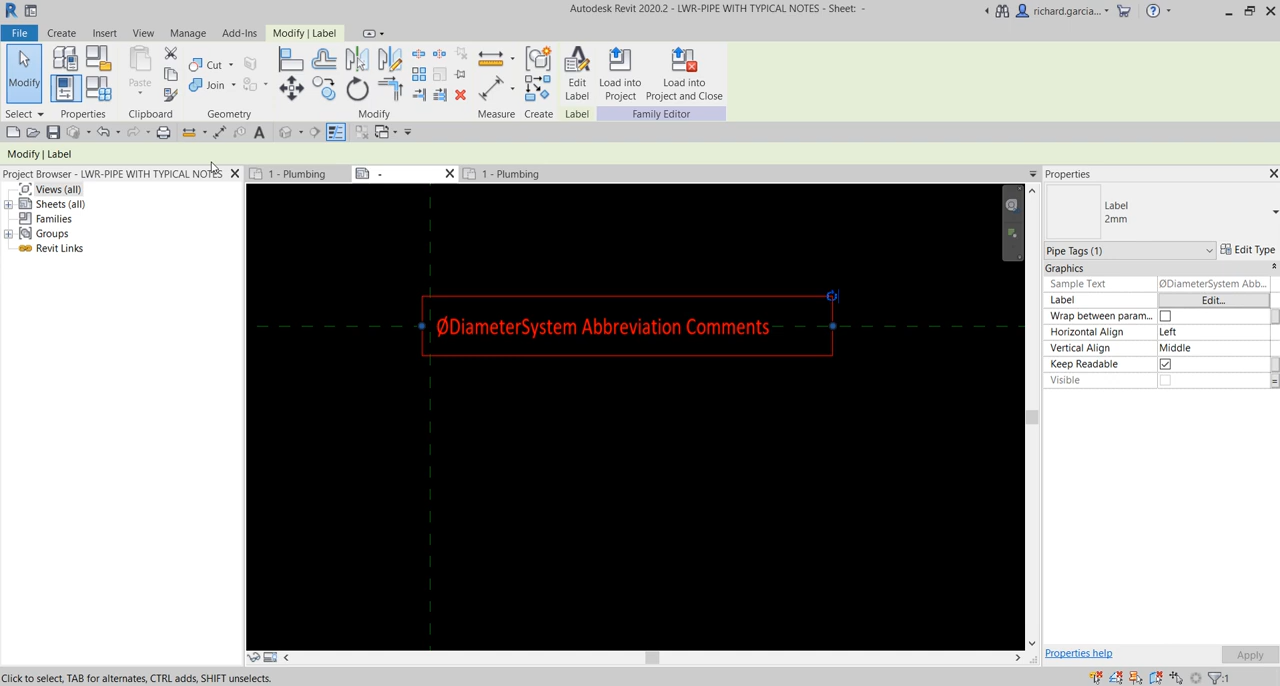 Autodesk Revit 2020.2 - LWR-PIPE WITH TYPICAL NOTES - Sheet: -
richard.garcia...
File Create Insert View Manage Add-Ins Modify | Label
Modify
Paste
Cut
Join
Edit Label
Load into Project
Load into Project and Close
Select Properties Clipboard Geometry Modify Measure Create Label Family Editor
Modify | Label
Project Browser - LWR-PIPE WITH TYPICAL NOTES
1 - Plumbing
-
1 - Plumbing
Properties
Views (all)
Sheets (all)
Families
Groups
Revit Links
ØDiameterSystem Abbreviation Comments
Label
2mm
Pipe Tags (1)
Edit Type
Graphics
Sample Text ØDiameterSystem Abb...
Label Edit...
Wrap between param...
Horizontal Align Left
Vertical Align Middle
Keep Readable
Visible
Properties help
Apply
Click to select, TAB for alternates, CTRL adds, SHIFT unselects.
:1